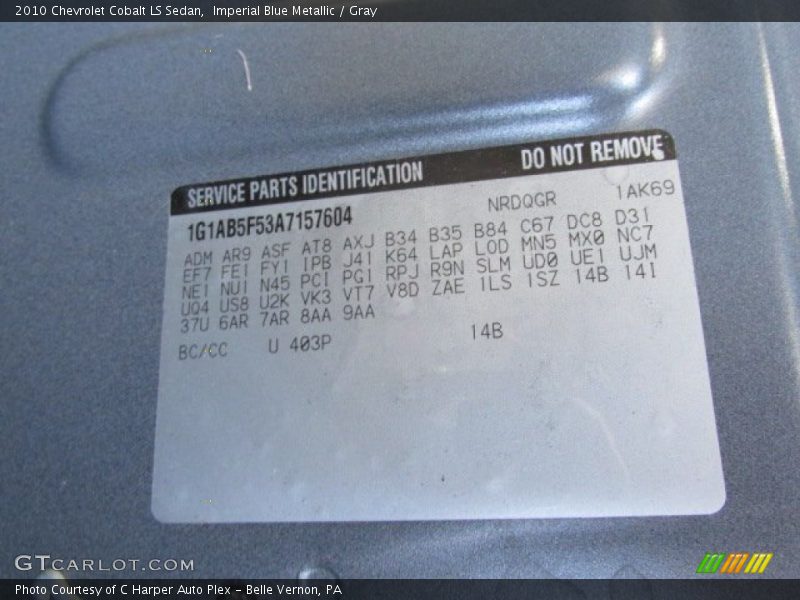 2010 Chevrolet Cobalt LS Sedan,  Imperial Blue Metallic / Gray
SERVICE PARTS IDENTIFICATION DO NOT REMOVE
1G1AB5F53A7157604 NRDQGR 1AK69
ADM AR9 ASF AT8 AXJ B34 B35 B84 C67 DC8 D31
EF7 FE1 FY1 IPB J41 K64 LAP LOD MN5 MX0 NC7
NE1 NU1 N45 PCI PG1 RPJ R9N SLM UD0 UE1 UJM
UQ4 US8 U2K VK3 VT7 V8D ZAE 1LS 1SZ 14B 14I
37U 6AR 7AR 8AA 9AA
BC/CC U 403P 14B
GTCARLOT.COM
Photo Courtesy of C Harper Auto Plex - Belle Vernon, PA